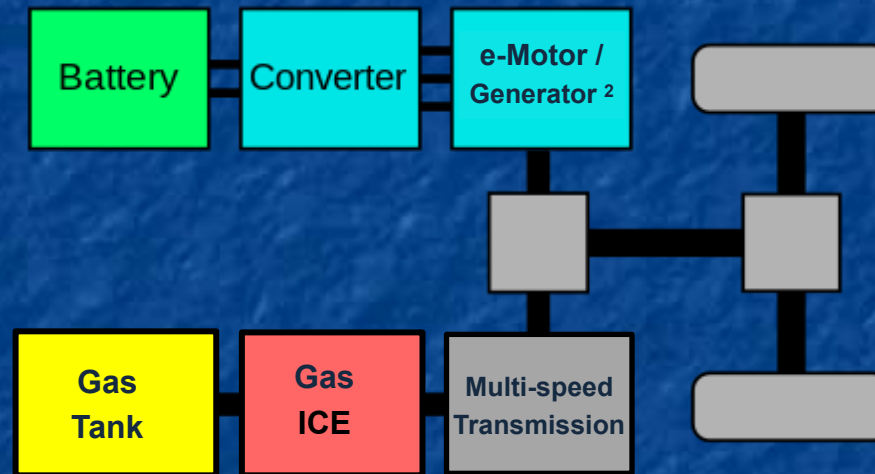 Battery
Converter
e-Motor /
Generator ²
Gas
Tank
Gas
ICE
Multi-speed
Transmission